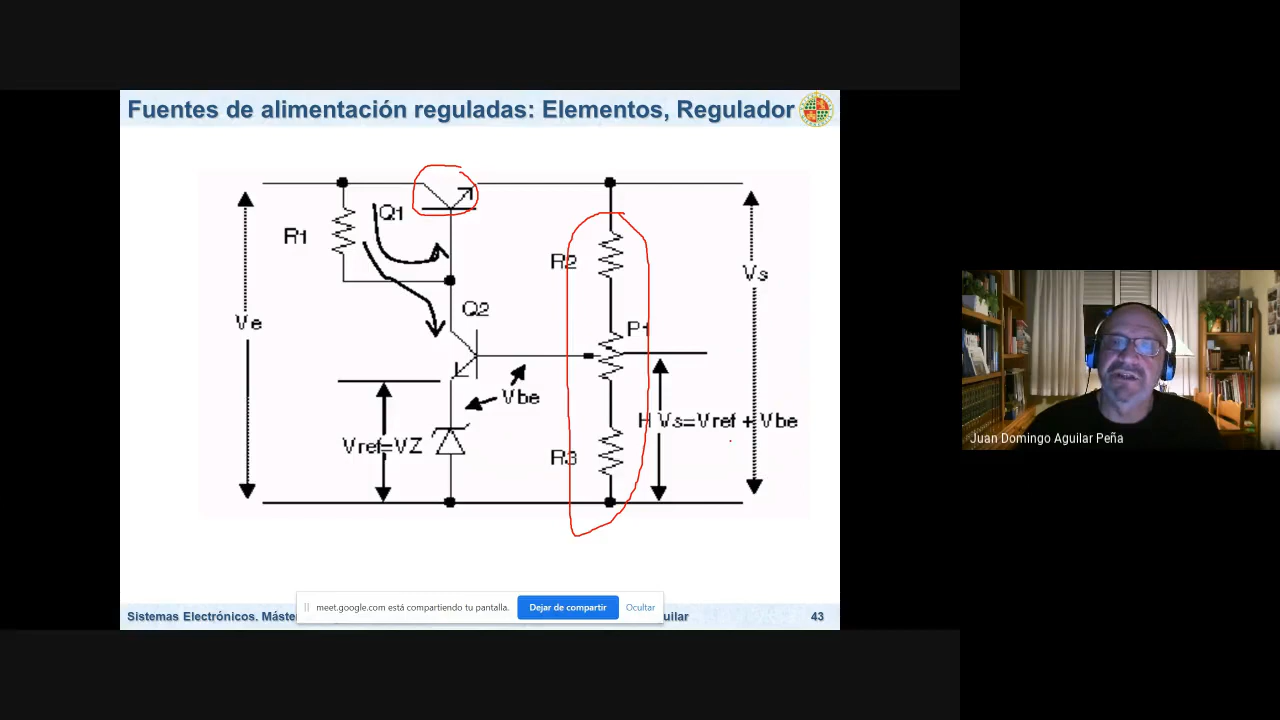 Fuentes de alimentación reguladas: Elementos, Regulador
Q1
R1
R2
Vs
Q2
P1
Ve
Vbe
H Vs=Vref + Vbe
Vref=VZ
R3
Juan Domingo Aguilar Peña
meet.google.com está compartiendo tu pantalla.
Dejar de compartir
Ocultar
Sistemas Electrónicos.
43